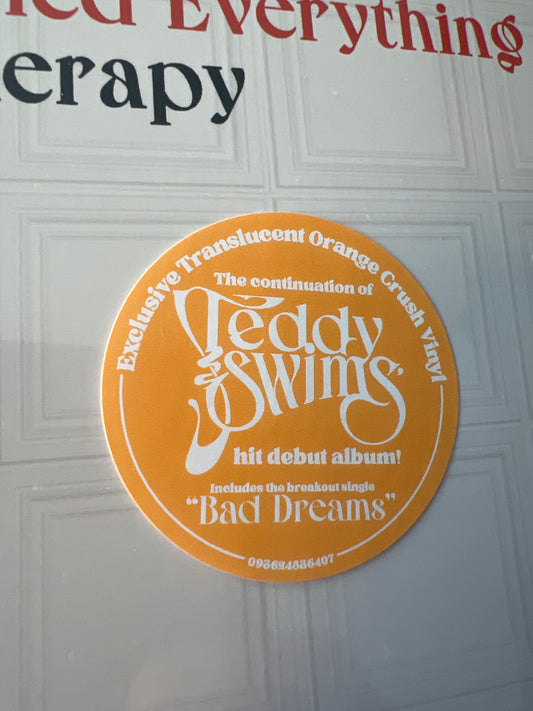 ied Everything
erapy
Exclusive Translucent Orange Crush vinyl
The continuation of
Teddy
Swims'
hit debut album!
Includes the breakout single
"Bad Dreams"
093624836407